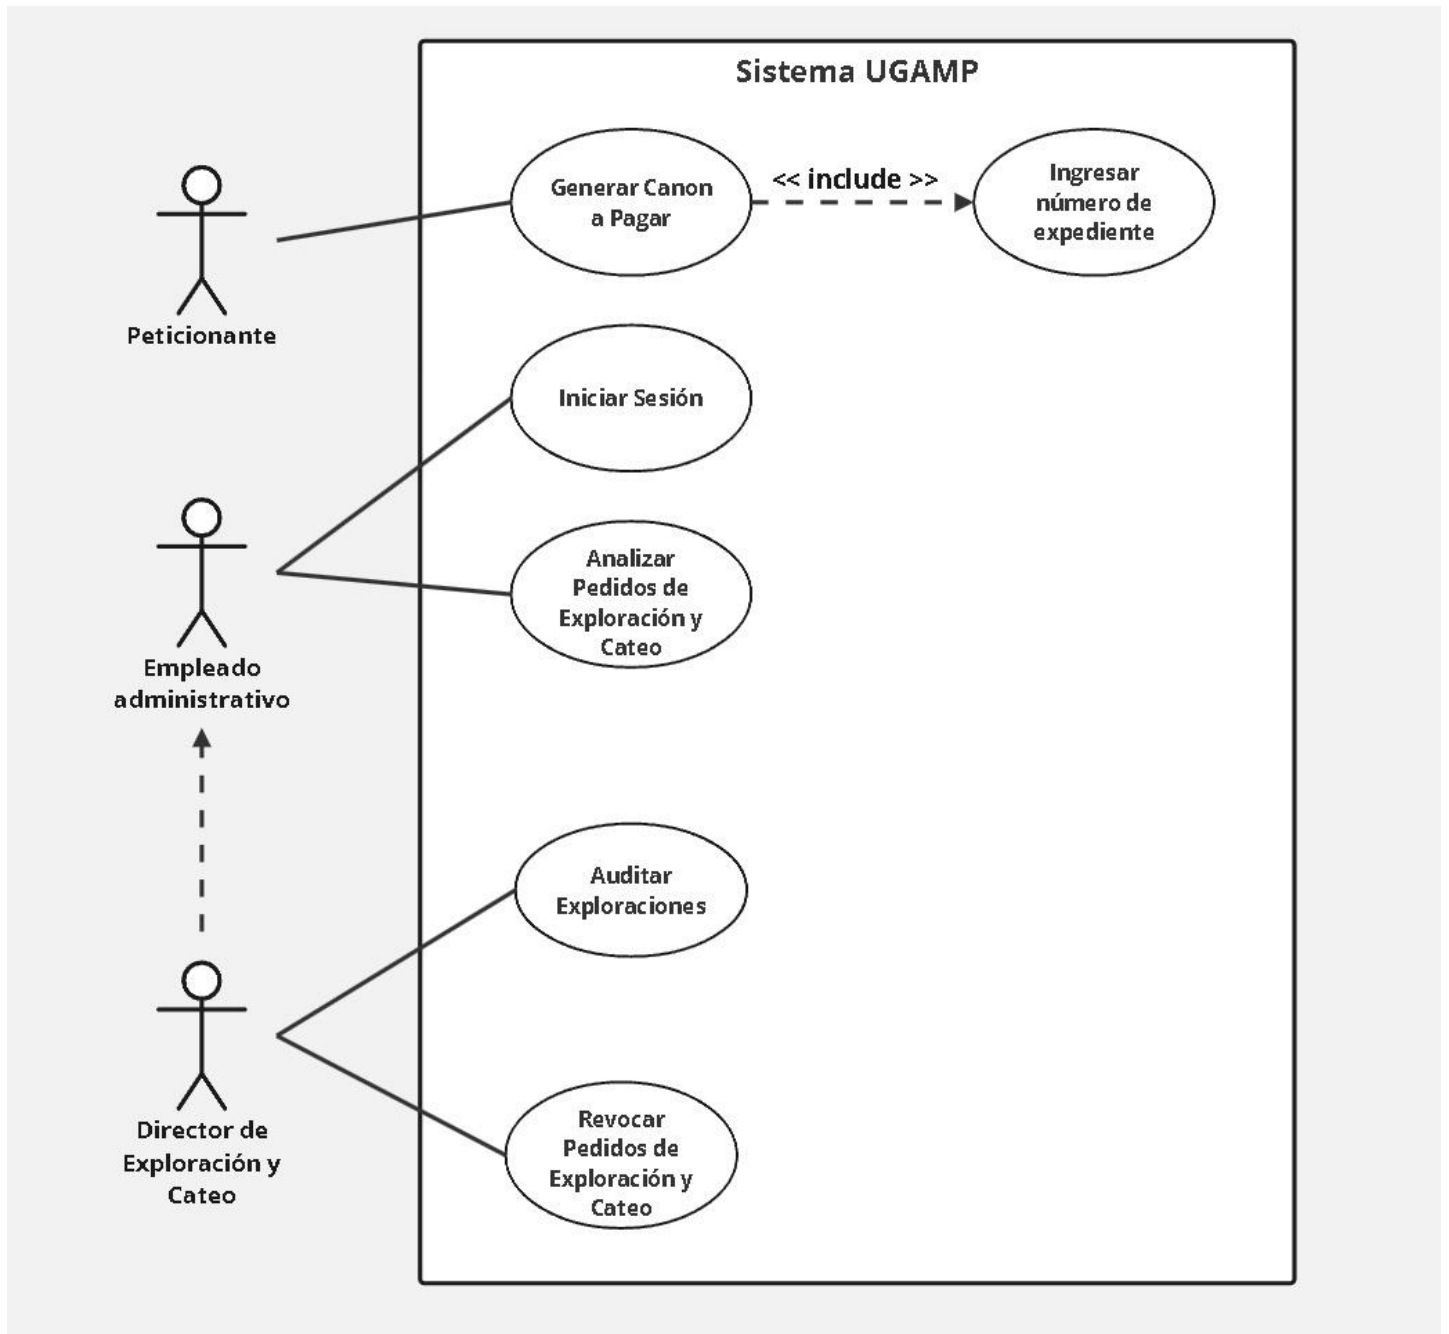 Sistema UGAMP
Generar Canon
a Pagar
<< include >>
Ingresar
número de
expediente
Peticionante
Iniciar Sesión
Analizar
Pedidos de
Exploración y
Cateo
Empleado
administrativo
Auditar
Exploraciones
Director de
Exploración y
Cateo
Revocar
Pedidos de
Exploración y
Cateo